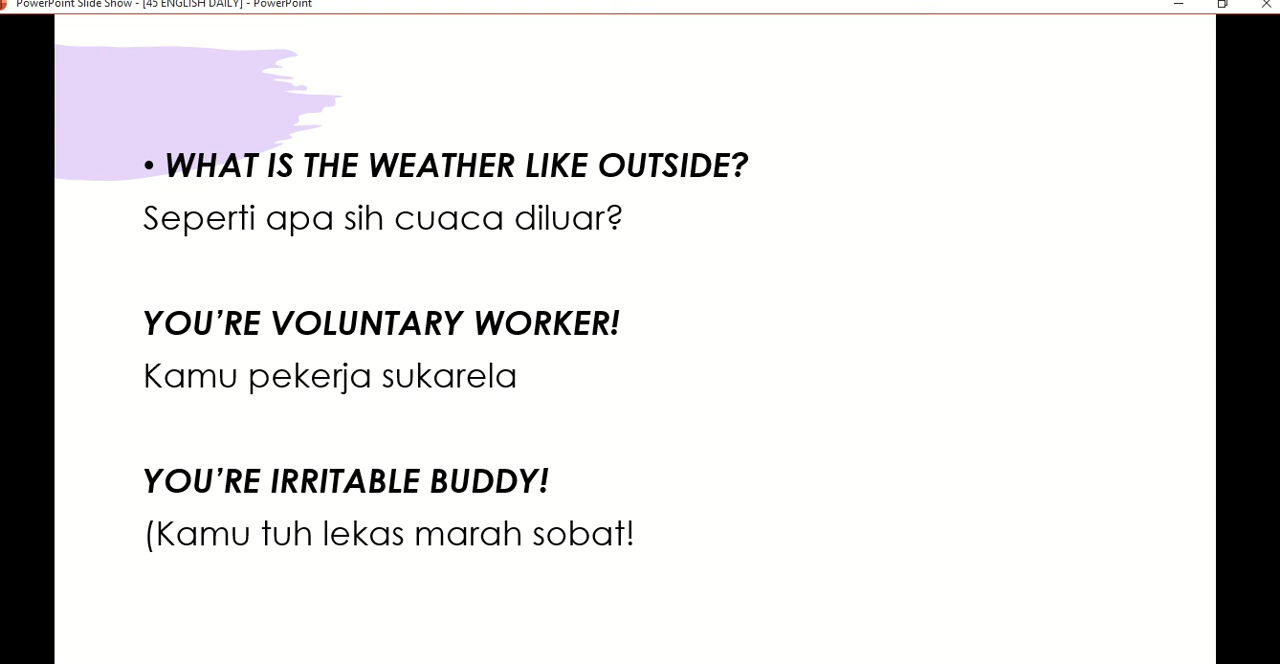 PowerPoint Slide Show - [45 ENGLISH DAILY] - PowerPoint
• WHAT IS THE WEATHER LIKE OUTSIDE?
Seperti apa sih cuaca diluar?
YOU’RE VOLUNTARY WORKER!
Kamu pekerja sukarela
YOU’RE IRRITABLE BUDDY!
(Kamu tuh lekas marah sobat!